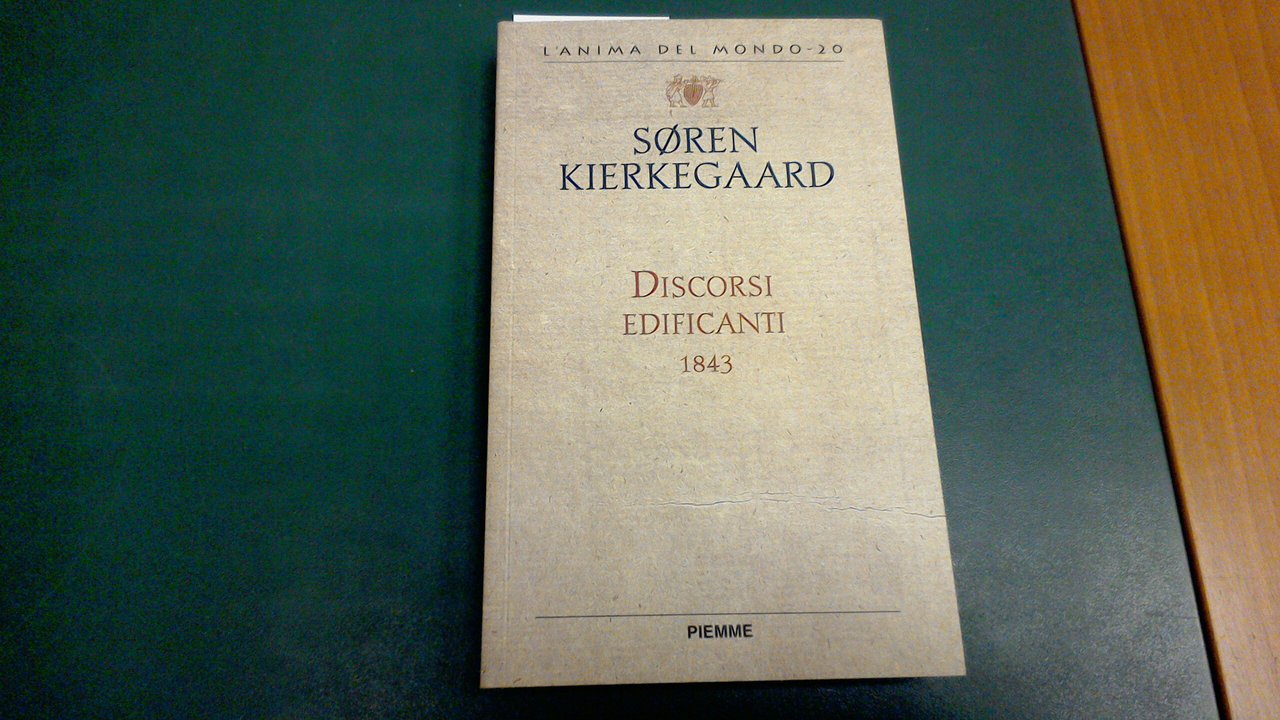 L'ANIMA DEL MONDO-20
SØREN
KIERKEGAARD
DISCORSI
EDIFICANTI
1843
PIEMME